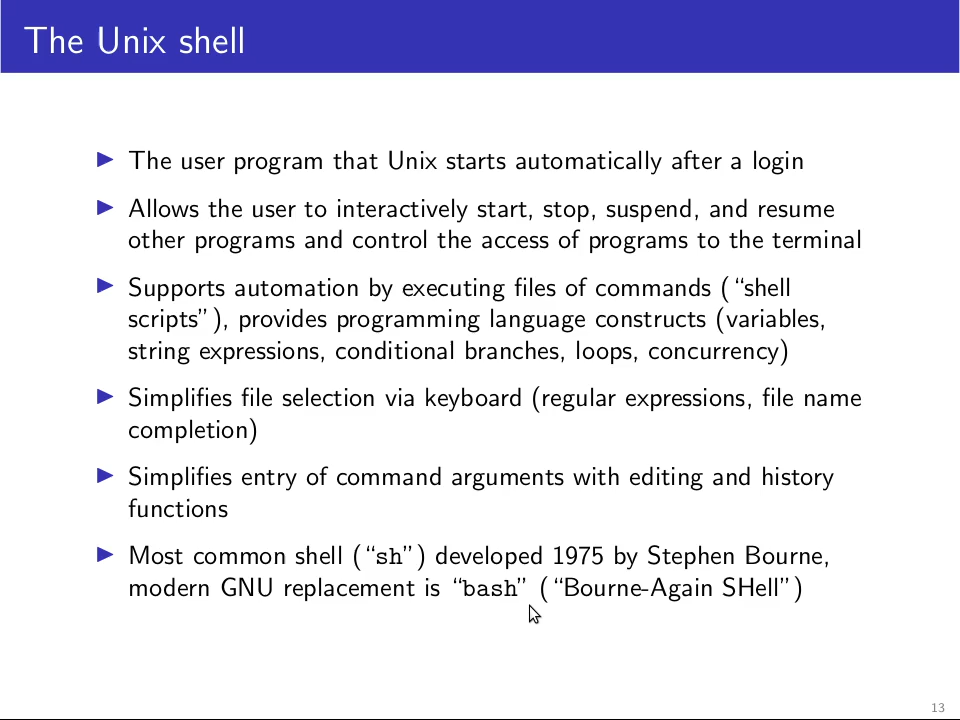 The Unix shell
The user program that Unix starts automatically after a login
Allows the user to interactively start, stop, suspend, and resume
other programs and control the access of programs to the terminal
Supports automation by executing files of commands (“shell
scripts”), provides programming language constructs (variables,
string expressions, conditional branches, loops, concurrency)
Simplifies file selection via keyboard (regular expressions, file name
completion)
Simplifies entry of command arguments with editing and history
functions
Most common shell (“sh”) developed 1975 by Stephen Bourne,
modern GNU replacement is “bash” (“Bourne-Again SHell”)
13